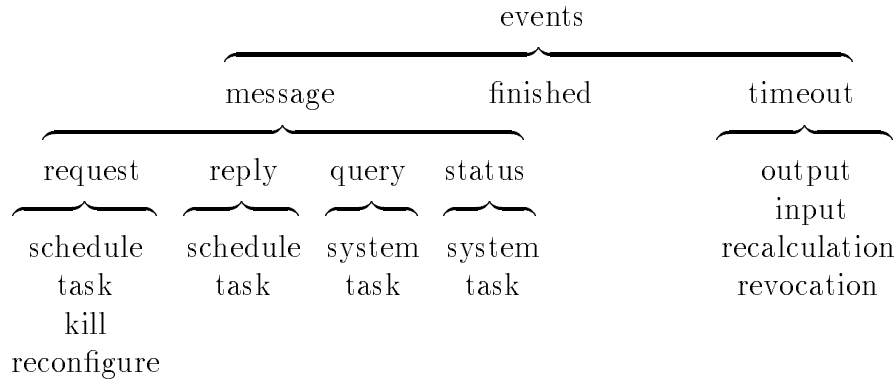 events
message finished timeout
request reply query status output
input
schedule schedule system system recalculation
task task task task revocation
kill
reconfigure